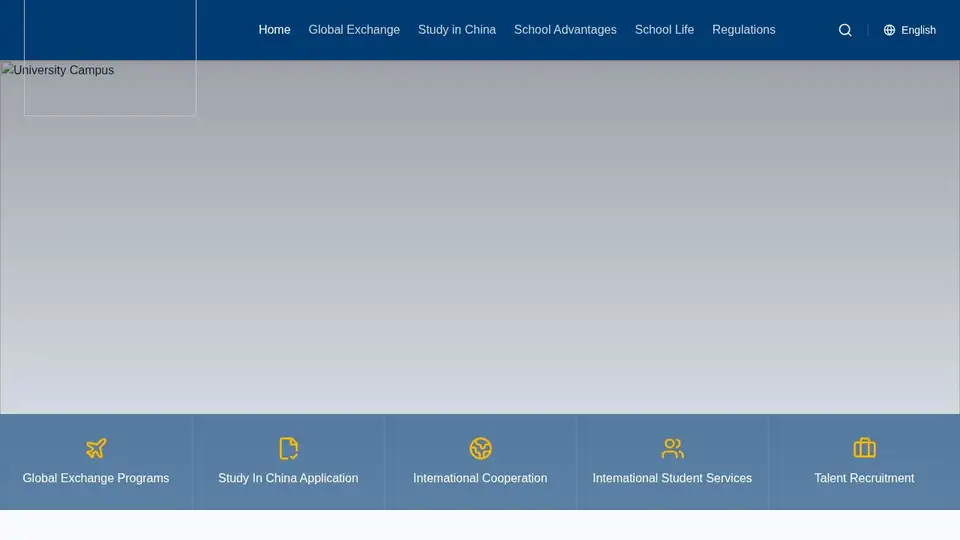 Home
Global Exchange
Study in China
School Advantages
School Life
Regulations
English
University Campus
Global Exchange Programs
Study In China Application
International Cooperation
International Student Services
Talent Recruitment